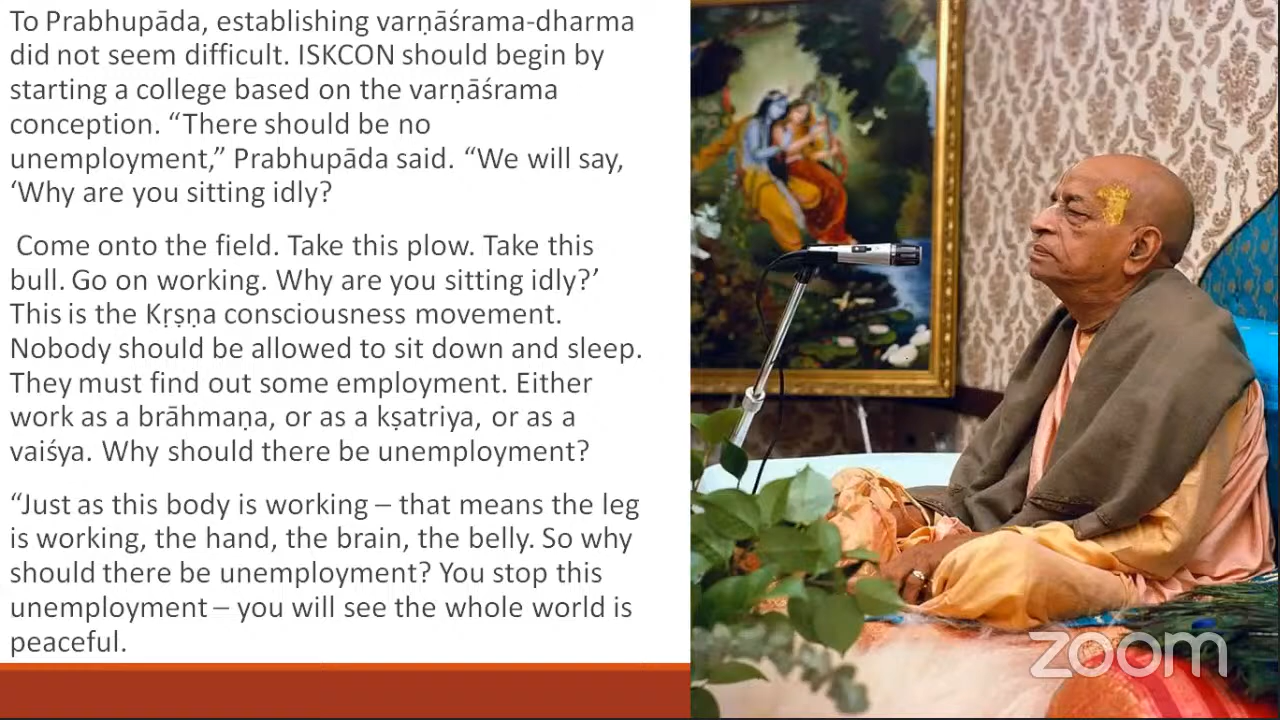 To Prabhupāda, establishing varṇāśrama-dharma
did not seem difficult. ISKCON should begin by
starting a college based on the varṇāśrama
conception. “There should be no
unemployment,” Prabhupāda said. “We will say,
‘Why are you sitting idly?
Come onto the field. Take this plow. Take this
bull. Go on working. Why are you sitting idly?’
This is the Kṛṣṇa consciousness movement.
Nobody should be allowed to sit down and sleep.
They must find out some employment. Either
work as a brāhmaṇa, or as a kṣatriya, or as a
vaiśya. Why should there be unemployment?
“Just as this body is working – that means the leg
is working, the hand, the brain, the belly. So why
should there be unemployment? You stop this
unemployment – you will see the whole world is
peaceful.
zoom